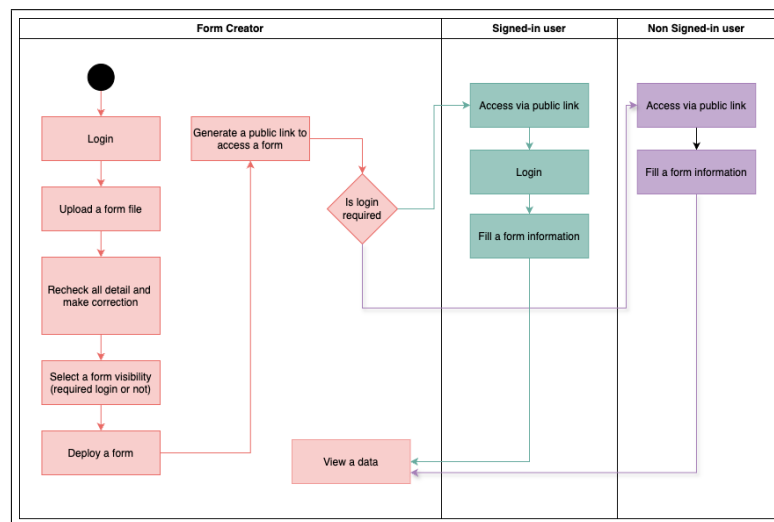 Form Creator
Signed-in user
Non Signed-in user
Login
Upload a form file
Recheck all detail and
make correction
Select a form visibility
(required login or not)
Deploy a form
Generate a public link to
access a form
Is login
required
Access via public link
Login
Fill a form information
Access via public link
Fill a form information
View a data